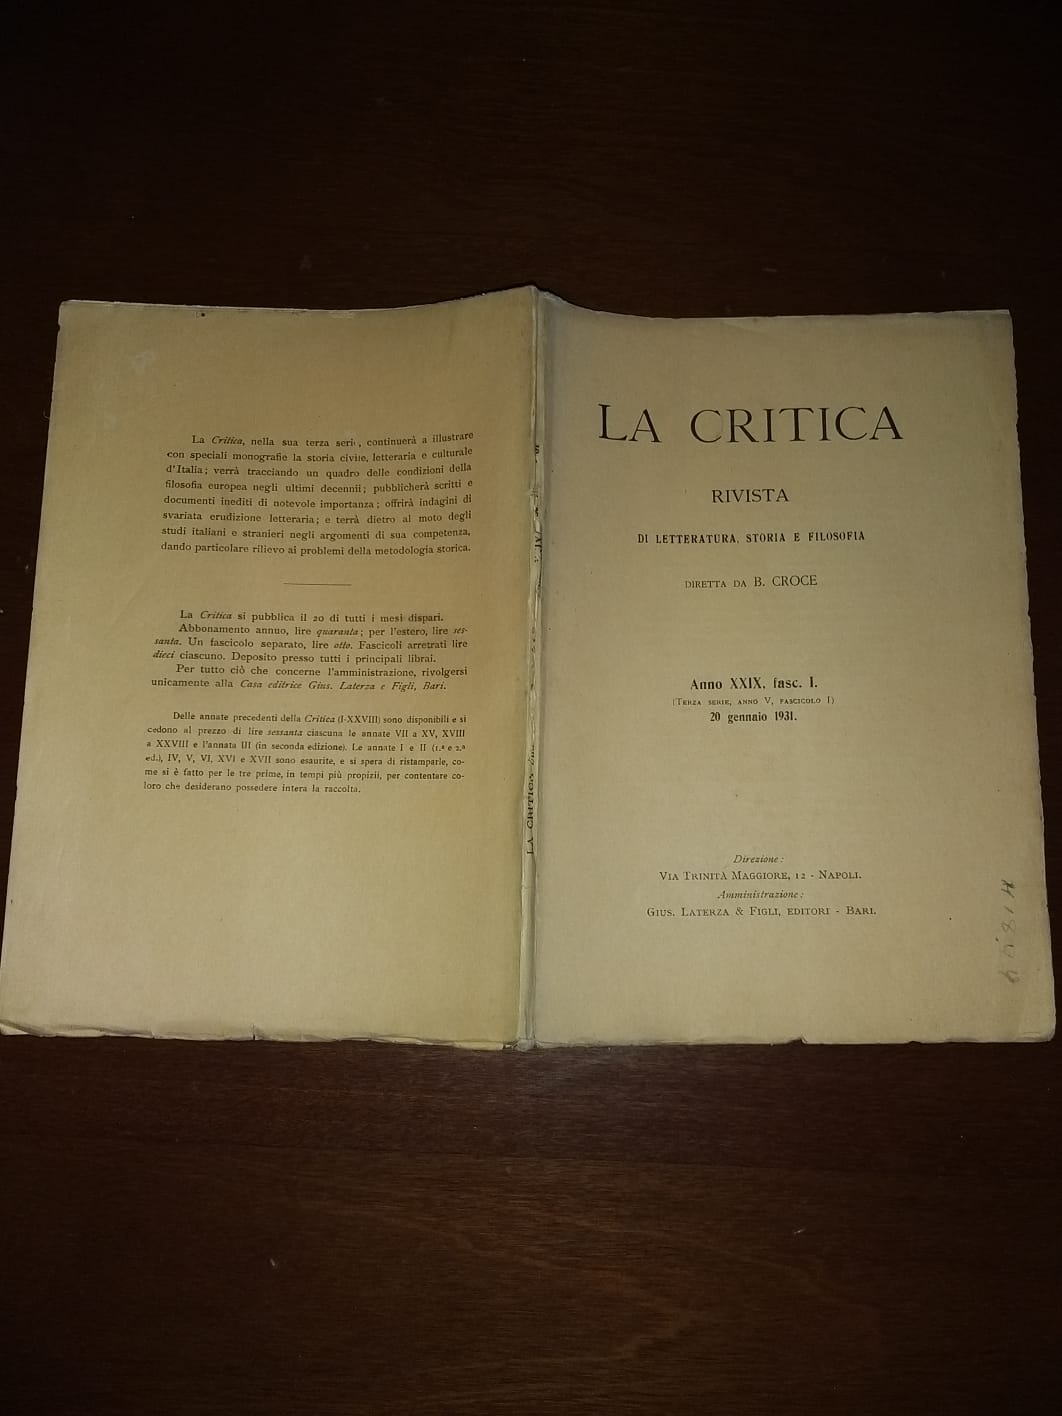 La Critica, nella sua terza seri, continuerà a illustrare
con speciali monografie la storia civile, letteraria e culturale
d'Italia; verrà tracciando un quadro delle condizioni della
filosofia europea negli ultimi decennii; pubblicherà scritti e
documenti inediti di notevole importanza; offrirà indagini di
svariata erudizione letteraria; e terrà dietro al moto degli
studi italiani e stranieri negli argomenti di sua competenza,
dando particolare rilievo ai problemi della metodologia storica.
La Critica si pubblica il 20 di tutti i mesi dispari.
Abbonamento annuo, lire quaranta; per l'estero, lire ses-
santa. Un fascicolo separato, lire otto. Fascicoli arretrati lire
dieci ciascuno. Deposito presso tutti i principali librai.
Per tutto ciò che concerne l'amministrazione, rivolgersi
unicamente alla Casa editrice Gius. Laterza e Figli, Bari.
Delle annate precedenti della Critica (I-XXVIII) sono disponibili e si
cedono al prezzo di lire sessanta ciascuna le annate VII a XV, XVIII
a XXVIII e l'annata III (in seconda edizione). Le annate I e II (1.ª e 2.ª
ed.), IV, V, VI, XVI e XVII sono esaurite, e si spera di ristamparle, co-
me si è fatto per le tre prime, in tempi più propizii, per contentare co-
loro che desiderano possedere intera la raccolta.
LA CRITICA
LA CRITICA
RIVISTA
DI LETTERATURA, STORIA E FILOSOFIA
DIRETTA DA B. CROCE
Anno XXIX, fasc. I.
(TERZA SERIE, ANNO V, FASCICOLO I)
20 gennaio 1931.
Direzione:
VIA TRINITÀ MAGGIORE, 12 - NAPOLI.
Amministrazione:
GIUS. LATERZA & FIGLI, EDITORI - BARI.